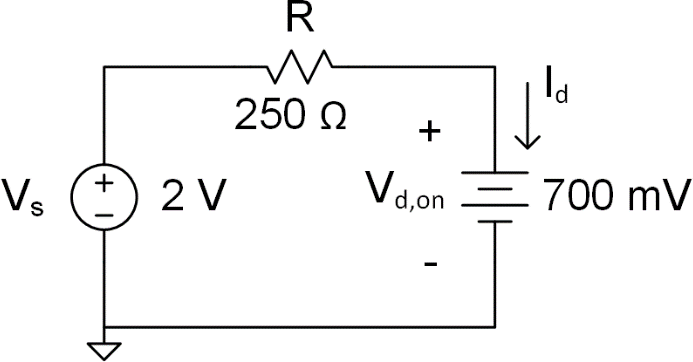 R
250 Ω
I_d
+
V_s
+
−
2 V
V_d,on
700 mV
-